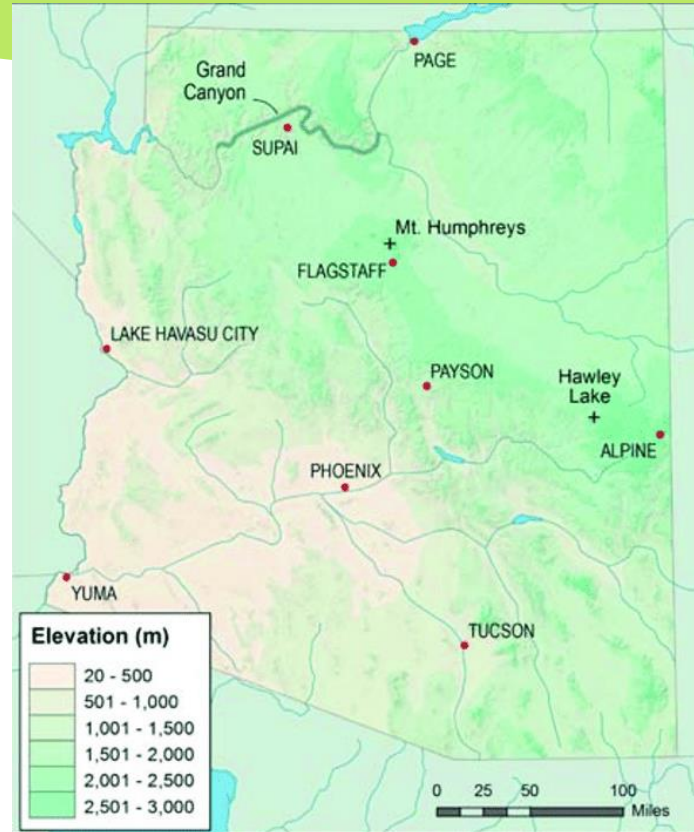 PAGE
Grand
Canyon
SUPAI
Mt. Humphreys
FLAGSTAFF
LAKE HAVASU CITY
PAYSON
Hawley
Lake
ALPINE
PHOENIX
YUMA
TUCSON
Elevation (m)
20 - 500
501 - 1,000
1,001 - 1,500
1,501 - 2,000
2,001 - 2,500
2,501 - 3,000
0 25 50 100
Miles